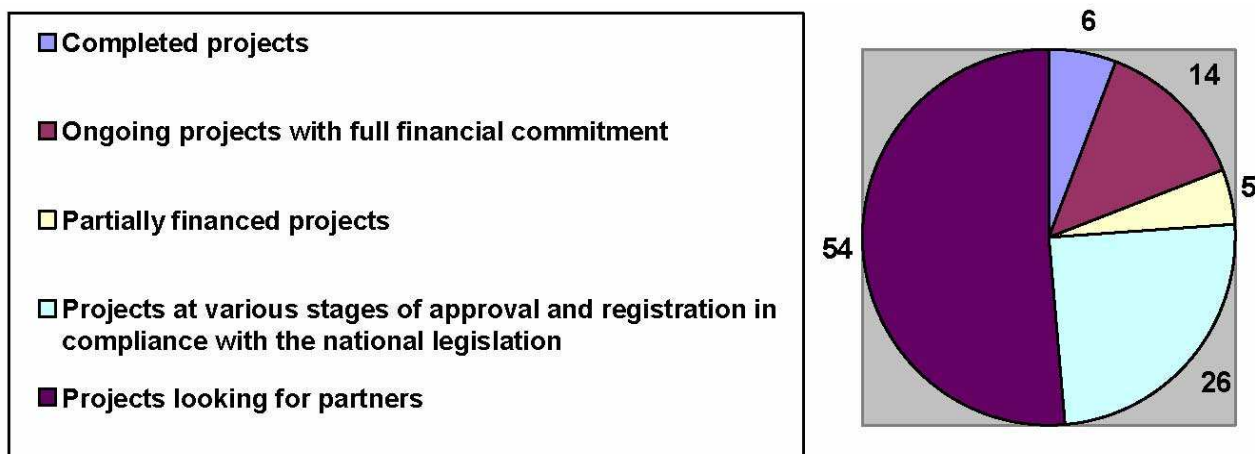 Completed projects
Ongoing projects with full financial commitment
Partially financed projects
Projects at various stages of approval and registration in
compliance with the national legislation
Projects looking for partners
6
14
5
26
54